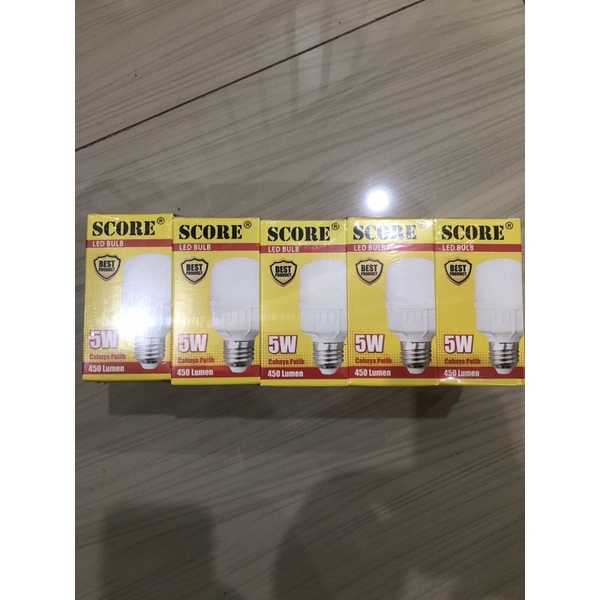 SCORE®
LED BULB
BEST
PRODUCT
5W
Cahaya Putih
450 Lumen
SCORE®
LED BULB
BEST
PRODUCT
5W
Cahaya Putih
450 Lumen
SCORE®
LED BULB
BEST
PRODUCT
5W
Cahaya Putih
450 Lumen
SCORE®
LED BULB
BEST
PRODUCT
5W
Cahaya Putih
450 Lumen
SCORE®
LED BULB
BEST
PRODUCT
5W
Cahaya Putih
450 Lumen